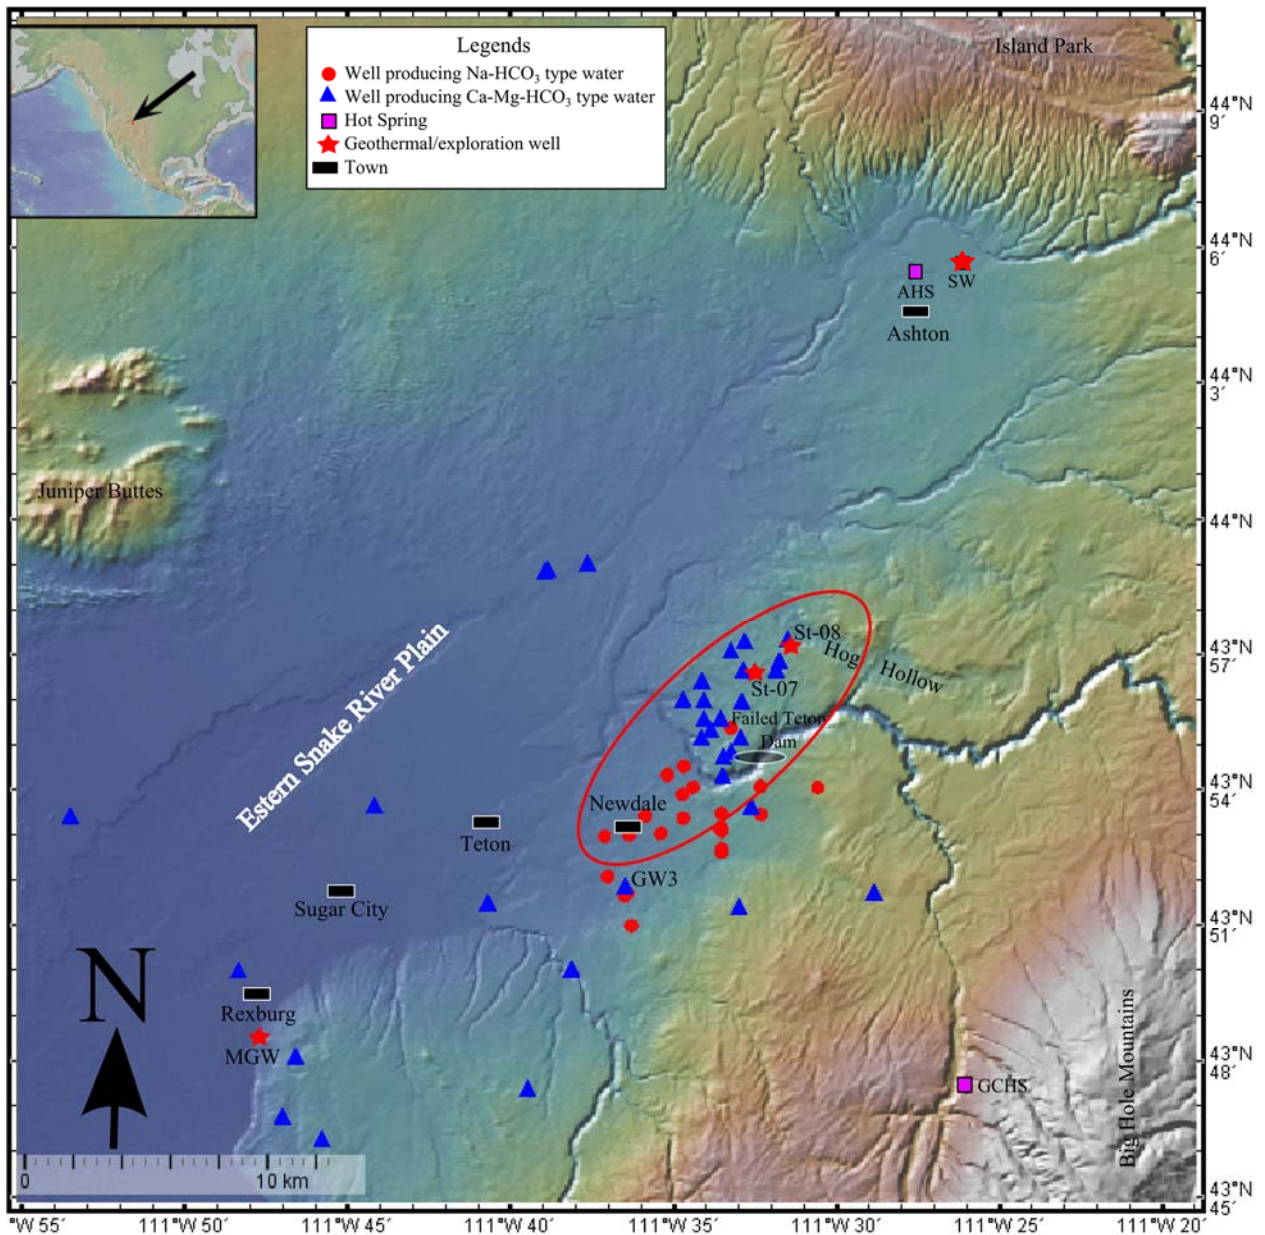 Legends
Well producing Na-HCO₃ type water
Well producing Ca-Mg-HCO₃ type water
Hot Spring
Geothermal/exploration well
Town
Island Park
44°N
9´
44°N
6´
AHS
SW
Ashton
44°N
3´
Juniper Buttes
44°N
St-08
Hog Hollow
43°N
57´
St-07
Estern Snake River Plain
Failed Teton
Dam
43°N
54´
Newdale
Teton
GW3
Sugar City
43°N
51´
N
Rexburg
MGW
43°N
48´
GCHS
Big Hole Mountains
0 10 km
43°N
45´
°W 55´ 111°W 50´ 111°W 45´ 111°W 40´ 111°W 35´ 111°W 30´ 111°W 25´ 111°W 20´